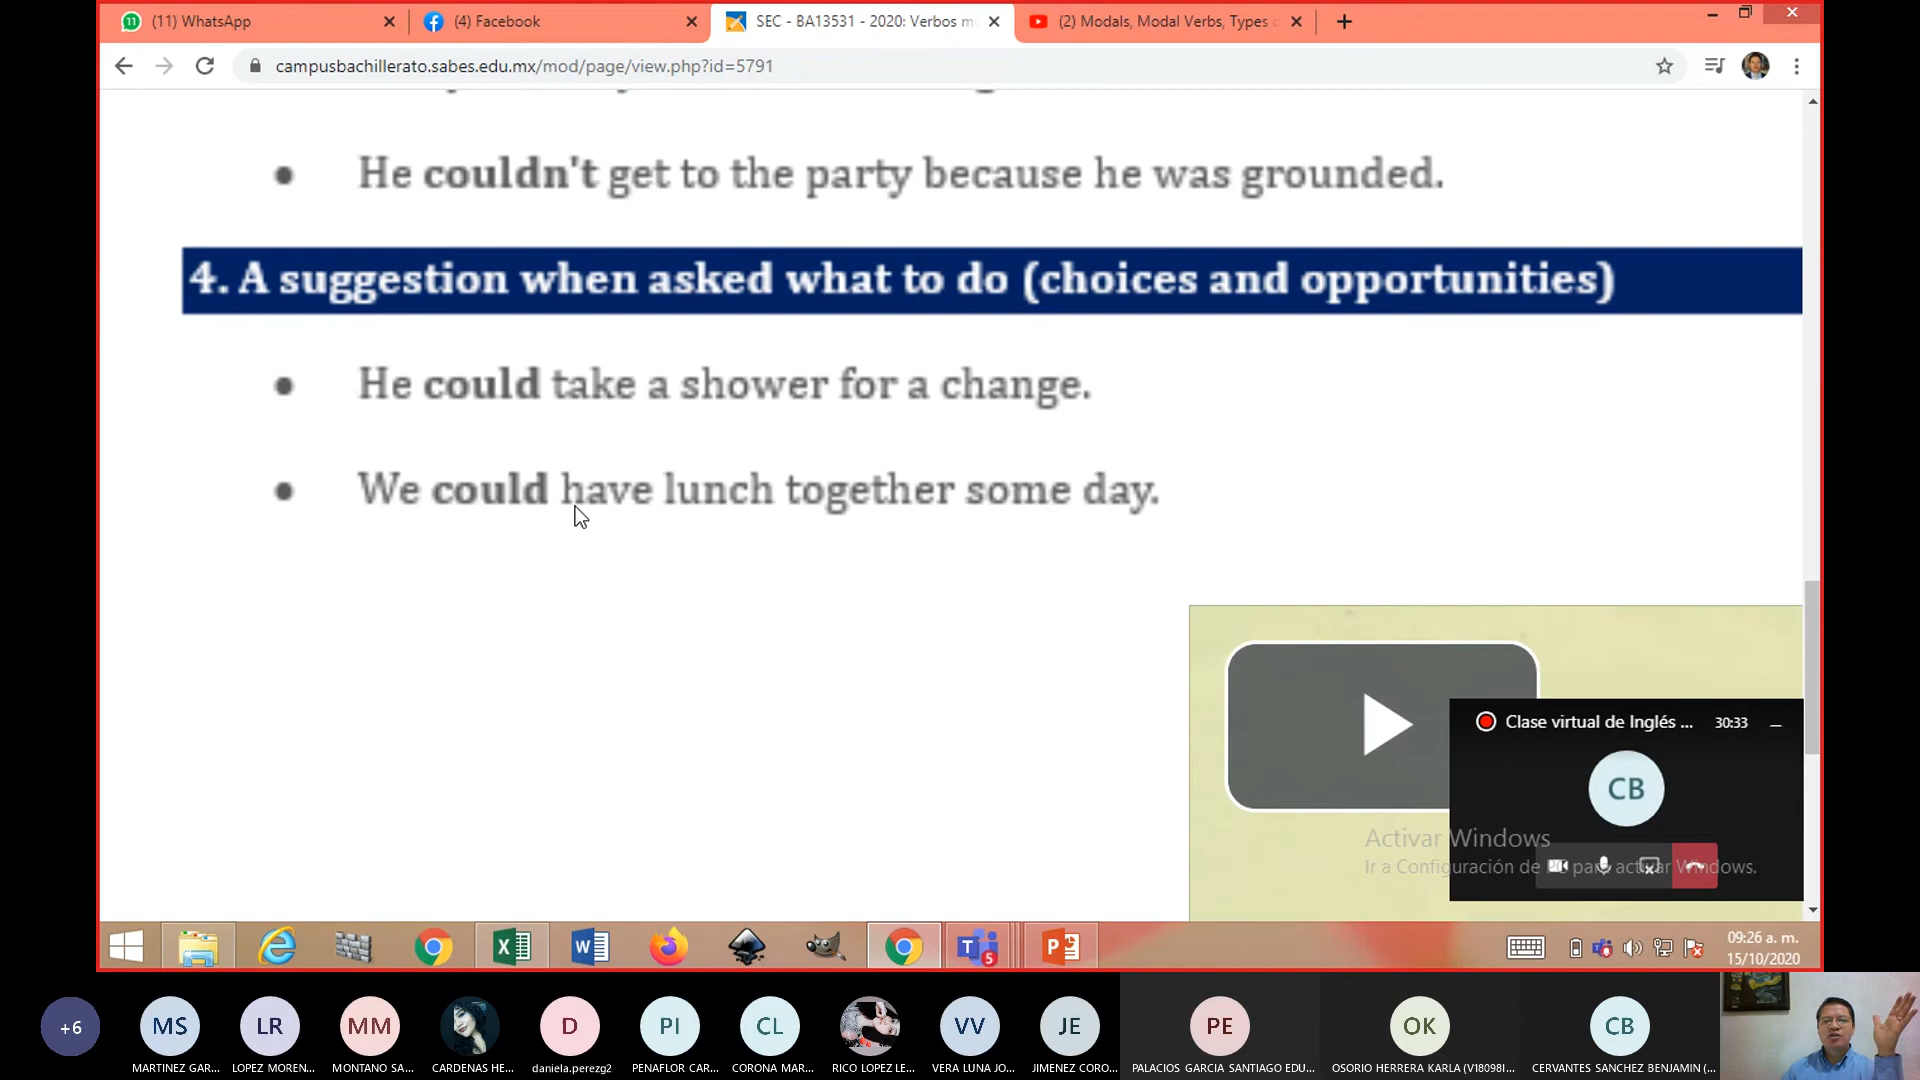 (11) WhatsApp
(4) Facebook
SEC - BA13531 - 2020: Verbos m
(2) Modals, Modal Verbs, Types
campusbachillerato.sabes.edu.mx/mod/page/view.php?id=5791
He couldn't get to the party because he was grounded.
4. A suggestion when asked what to do (choices and opportunities)
He could take a shower for a change.
We could have lunch together some day.
Clase virtual de Inglés ...
30:33
CB
Activar Windows
Ir a Configuración de PC para activar Windows.
5
09:26 a. m.
15/10/2020
+6
MS
LR
MM
D
PI
CL
VV
JE
PE
OK
CB
MARTINEZ GAR...
LOPEZ MOREN...
MONTANO SA...
CARDENAS HE...
daniela.perezg2
PENAFLOR CAR...
CORONA MAR...
RICO LOPEZ LE...
VERA LUNA JO...
JIMENEZ CORO...
PALACIOS GARCIA SANTIAGO EDU...
OSORIO HERRERA KARLA (V18098I...
CERVANTES SANCHEZ BENJAMIN (...